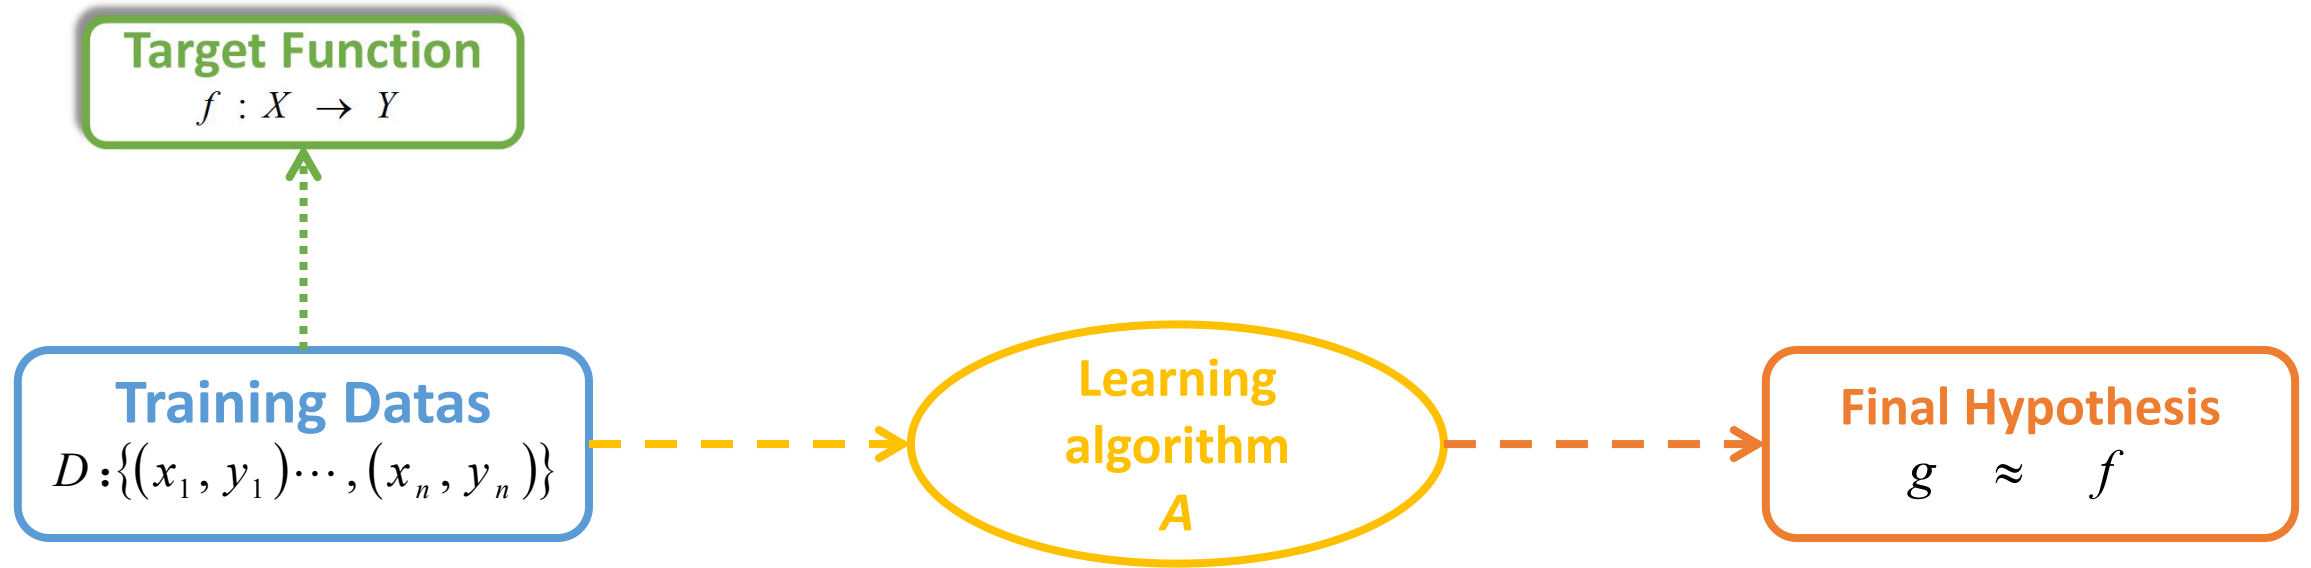 Target Function
f : X → Y
Training Datas
D:{(x₁, y₁)⋯,(xₙ, yₙ)}
Learning
algorithm
A
Final Hypothesis
g ≈ f